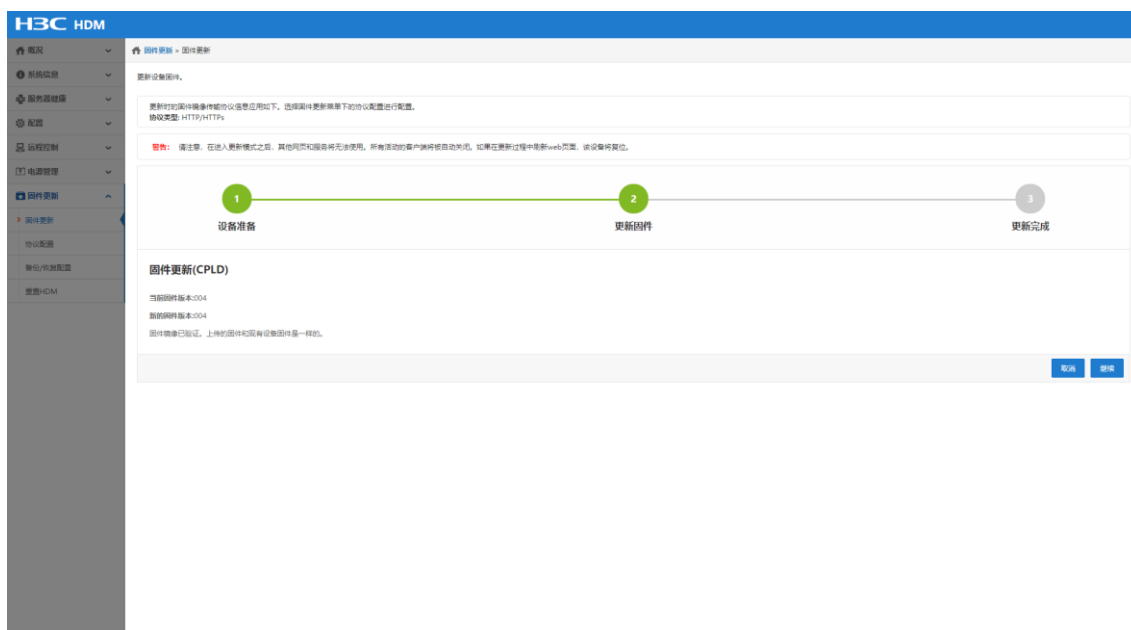 H3C HDM
概况
固件更新 » 固件更新
系统信息
更新设备固件。
服务器健康
更新时的固件镜像传输协议信息应用如下。选择固件更新菜单下的协议配置进行配置。
协议类型: HTTP/HTTPs
配置
远程控制
警告: 请注意,在进入更新模式之后,其他网页和服务将无法使用。所有活动的客户端将被自动关闭。如果在更新过程中刷新web页面,该设备将复位。
电源管理
固件更新
1
2
3
固件更新
设备准备
更新固件
更新完成
协议配置
备份/恢复配置
固件更新(CPLD)
重置HDM
当前固件版本:004
新的固件版本:004
固件镜像已验证。上传的固件和现有设备固件是一样的。
取消
继续